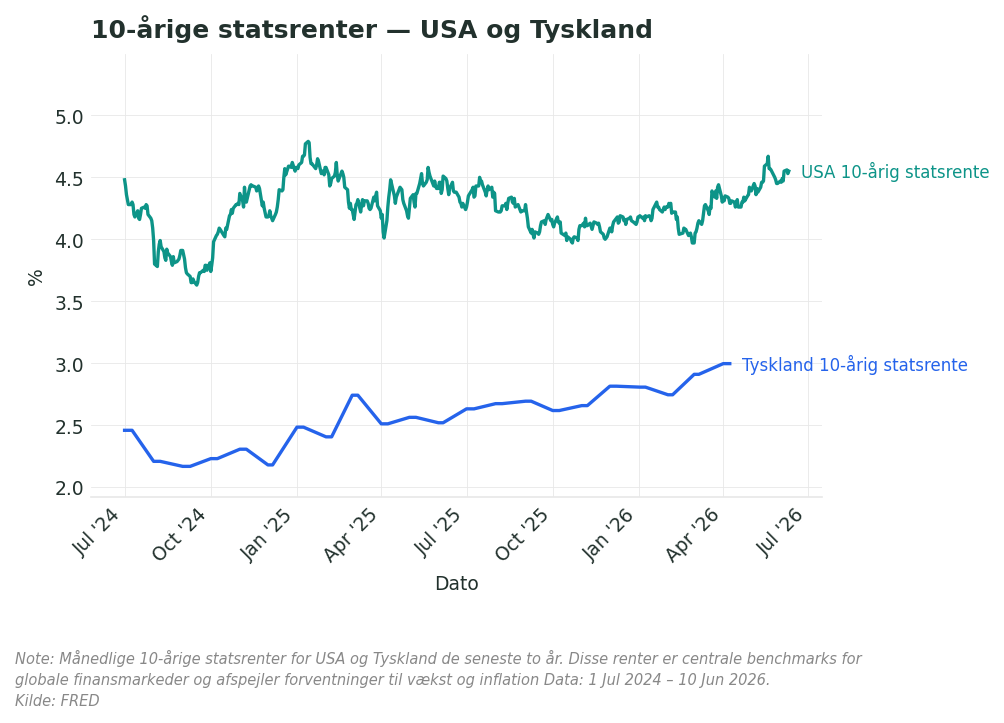 10-årige statsrenter — USA og Tyskland
5.0
4.5
4.0
3.5
3.0
2.5
2.0
%
USA 10-årig statsrente
Tyskland 10-årig statsrente
Jul '24
Oct '24
Jan '25
Apr '25
Jul '25
Oct '25
Jan '26
Apr '26
Jul '26
Dato
Note: Månedlige 10-årige statsrenter for USA og Tyskland de seneste to år. Disse renter er centrale benchmarks for
globale finansmarkeder og afspejler forventninger til vækst og inflation Data: 1 Jul 2024 – 10 Jun 2026.
Kilde: FRED